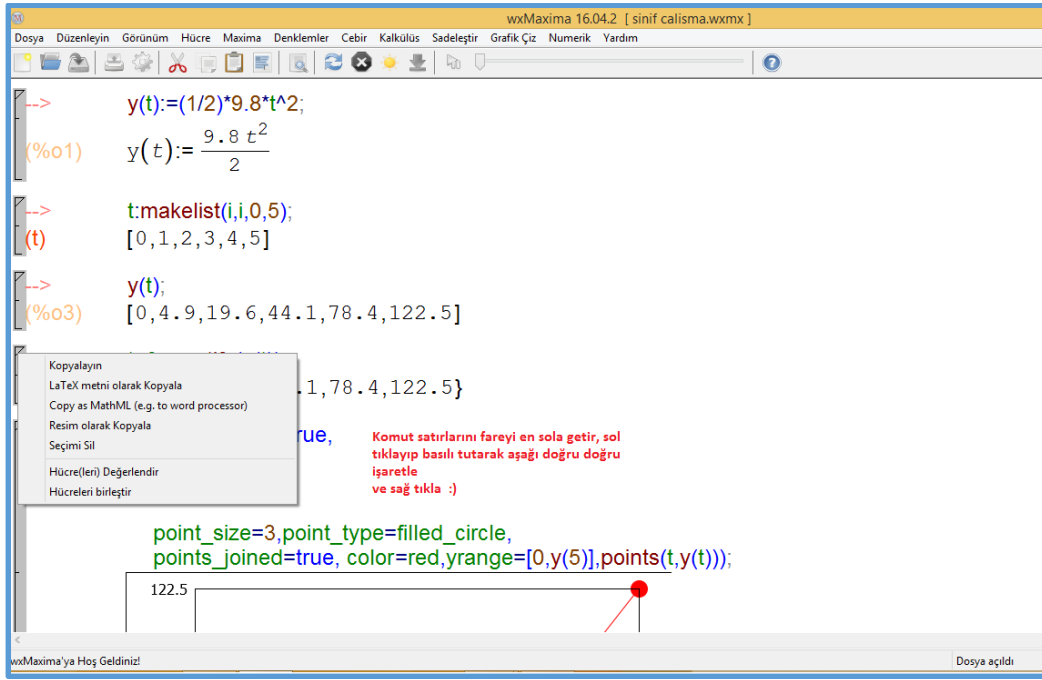 wxMaxima 16.04.2 [ sinif calisma.wxmx ]
Dosya Düzenleyin Görünüm Hücre Maxima Denklemler Cebir Kalkülüs Sadeleştir Grafik Çiz Numerik Yardım
--> y(t):=(1/2)*9.8*t^2;
(%o1) y(t):= 9.8 t^2
2
--> t:makelist(i,i,0,5);
(t) [0,1,2,3,4,5]
--> y(t);
(%o3) [0,4.9,19.6,44.1,78.4,122.5]
Kopyalayın
LaTeX metni olarak Kopyala
.1,78.4,122.5}
Copy as MathML (e.g. to word processor)
Resim olarak Kopyala
rue,
Seçimi Sil
Hücre(leri) Değerlendir
Hücreleri birleştir
Komut satırlarını fareyi en sola getir, sol
tıklayıp basılı tutarak aşağı doğru doğru
işaretle
ve sağ tıkla :)
point_size=3,point_type=filled_circle,
points_joined=true, color=red,yrange=[0,y(5)],points(t,y(t)));
122.5
wxMaxima'ya Hoş Geldiniz! Dosya açıldı